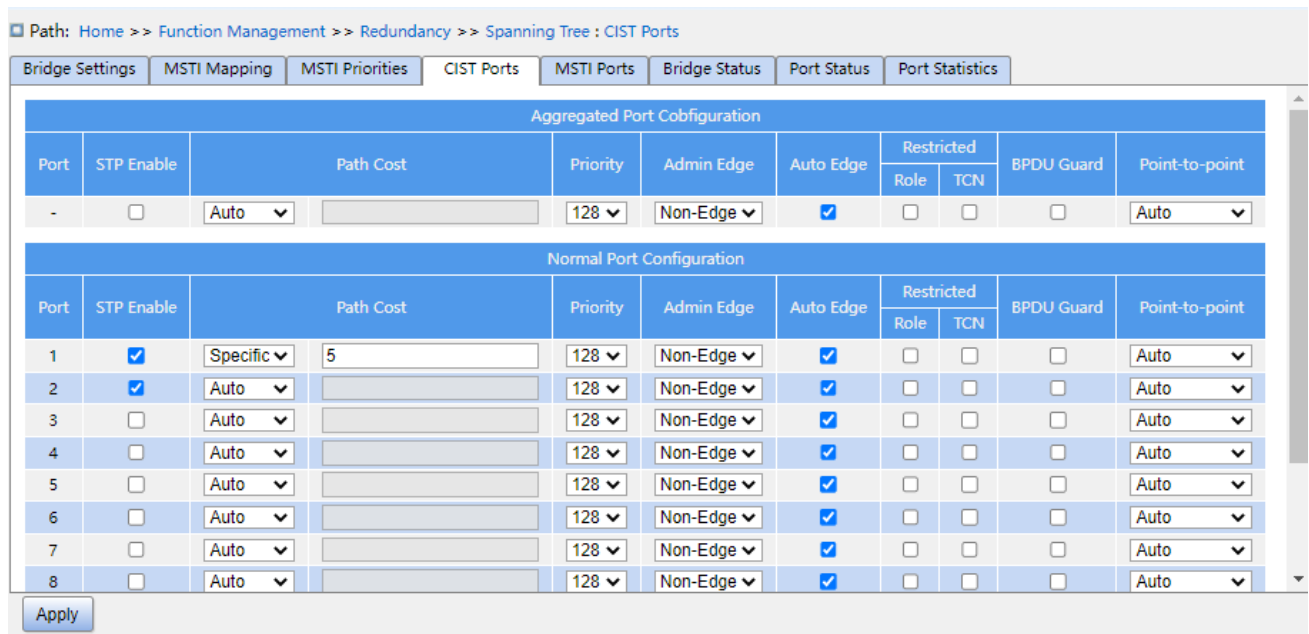 Path: Home >> Function Management >> Redundancy >> Spanning Tree : CIST Ports
Bridge Settings MSTI Mapping MSTI Priorities CIST Ports MSTI Ports Bridge Status Port Status Port Statistics
Aggregated Port Cobfiguration
Port STP Enable Path Cost Priority Admin Edge Auto Edge Restricted BPDU Guard Point-to-point
Role TCN
- Auto 128 Non-Edge Auto
Normal Port Configuration
Port STP Enable Path Cost Priority Admin Edge Auto Edge Restricted BPDU Guard Point-to-point
Role TCN
1 Specific 5 128 Non-Edge Auto
2 Auto 128 Non-Edge Auto
3 Auto 128 Non-Edge Auto
4 Auto 128 Non-Edge Auto
5 Auto 128 Non-Edge Auto
6 Auto 128 Non-Edge Auto
7 Auto 128 Non-Edge Auto
8 Auto 128 Non-Edge Auto
Apply